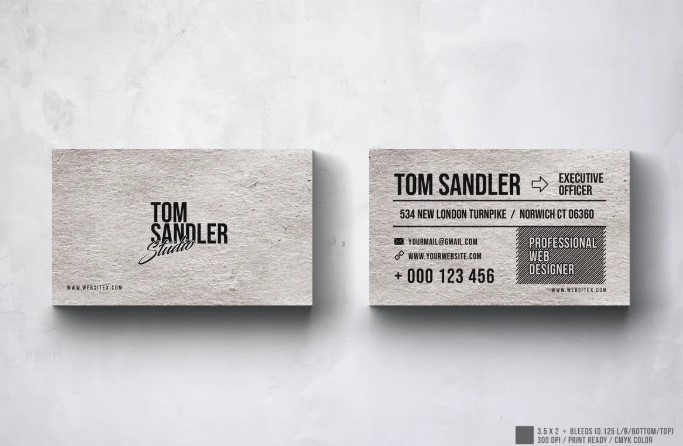 TOM
SANDLER
Studio
WWW.WEBSITEX.COM
TOM SANDLER
EXECUTIVE
OFFICER
534 NEW LONDON TURNPIKE / NORWICH CT 06360
YOURMAIL@GMAIL.COM
WWW.YOURWEBSITE.COM
+ 000 123 456
PROFESSIONAL
WEB
DESIGNER
WWW.WEBSITEX.COM
3.5 X 2 + BLEEDS (0.125 L/R/BOTTOM/TOP)
300 DPI / PRINT READY / CMYK COLOR